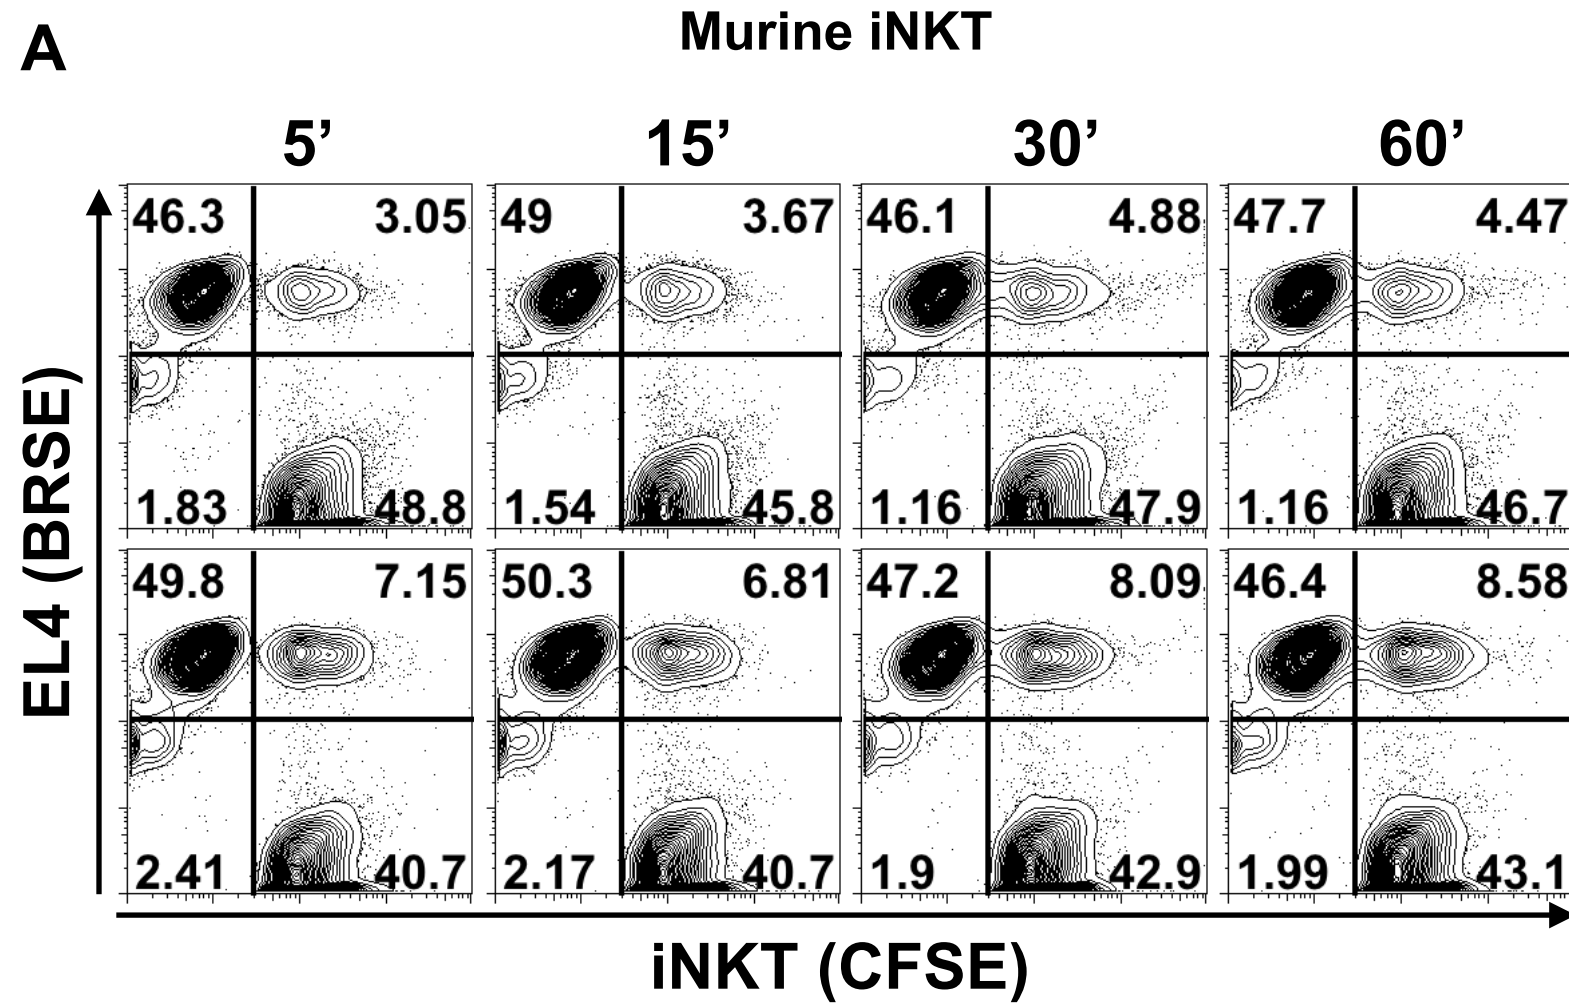 A
Murine iNKT
5’ 15’ 30’ 60’
46.3 3.05 49 3.67 46.1 4.88 47.7 4.47
1.83 48.8 1.54 45.8 1.16 47.9 1.16 46.7
49.8 7.15 50.3 6.81 47.2 8.09 46.4 8.58
2.41 40.7 2.17 40.7 1.9 42.9 1.99 43.1
EL4 (BRSE)
iNKT (CFSE)